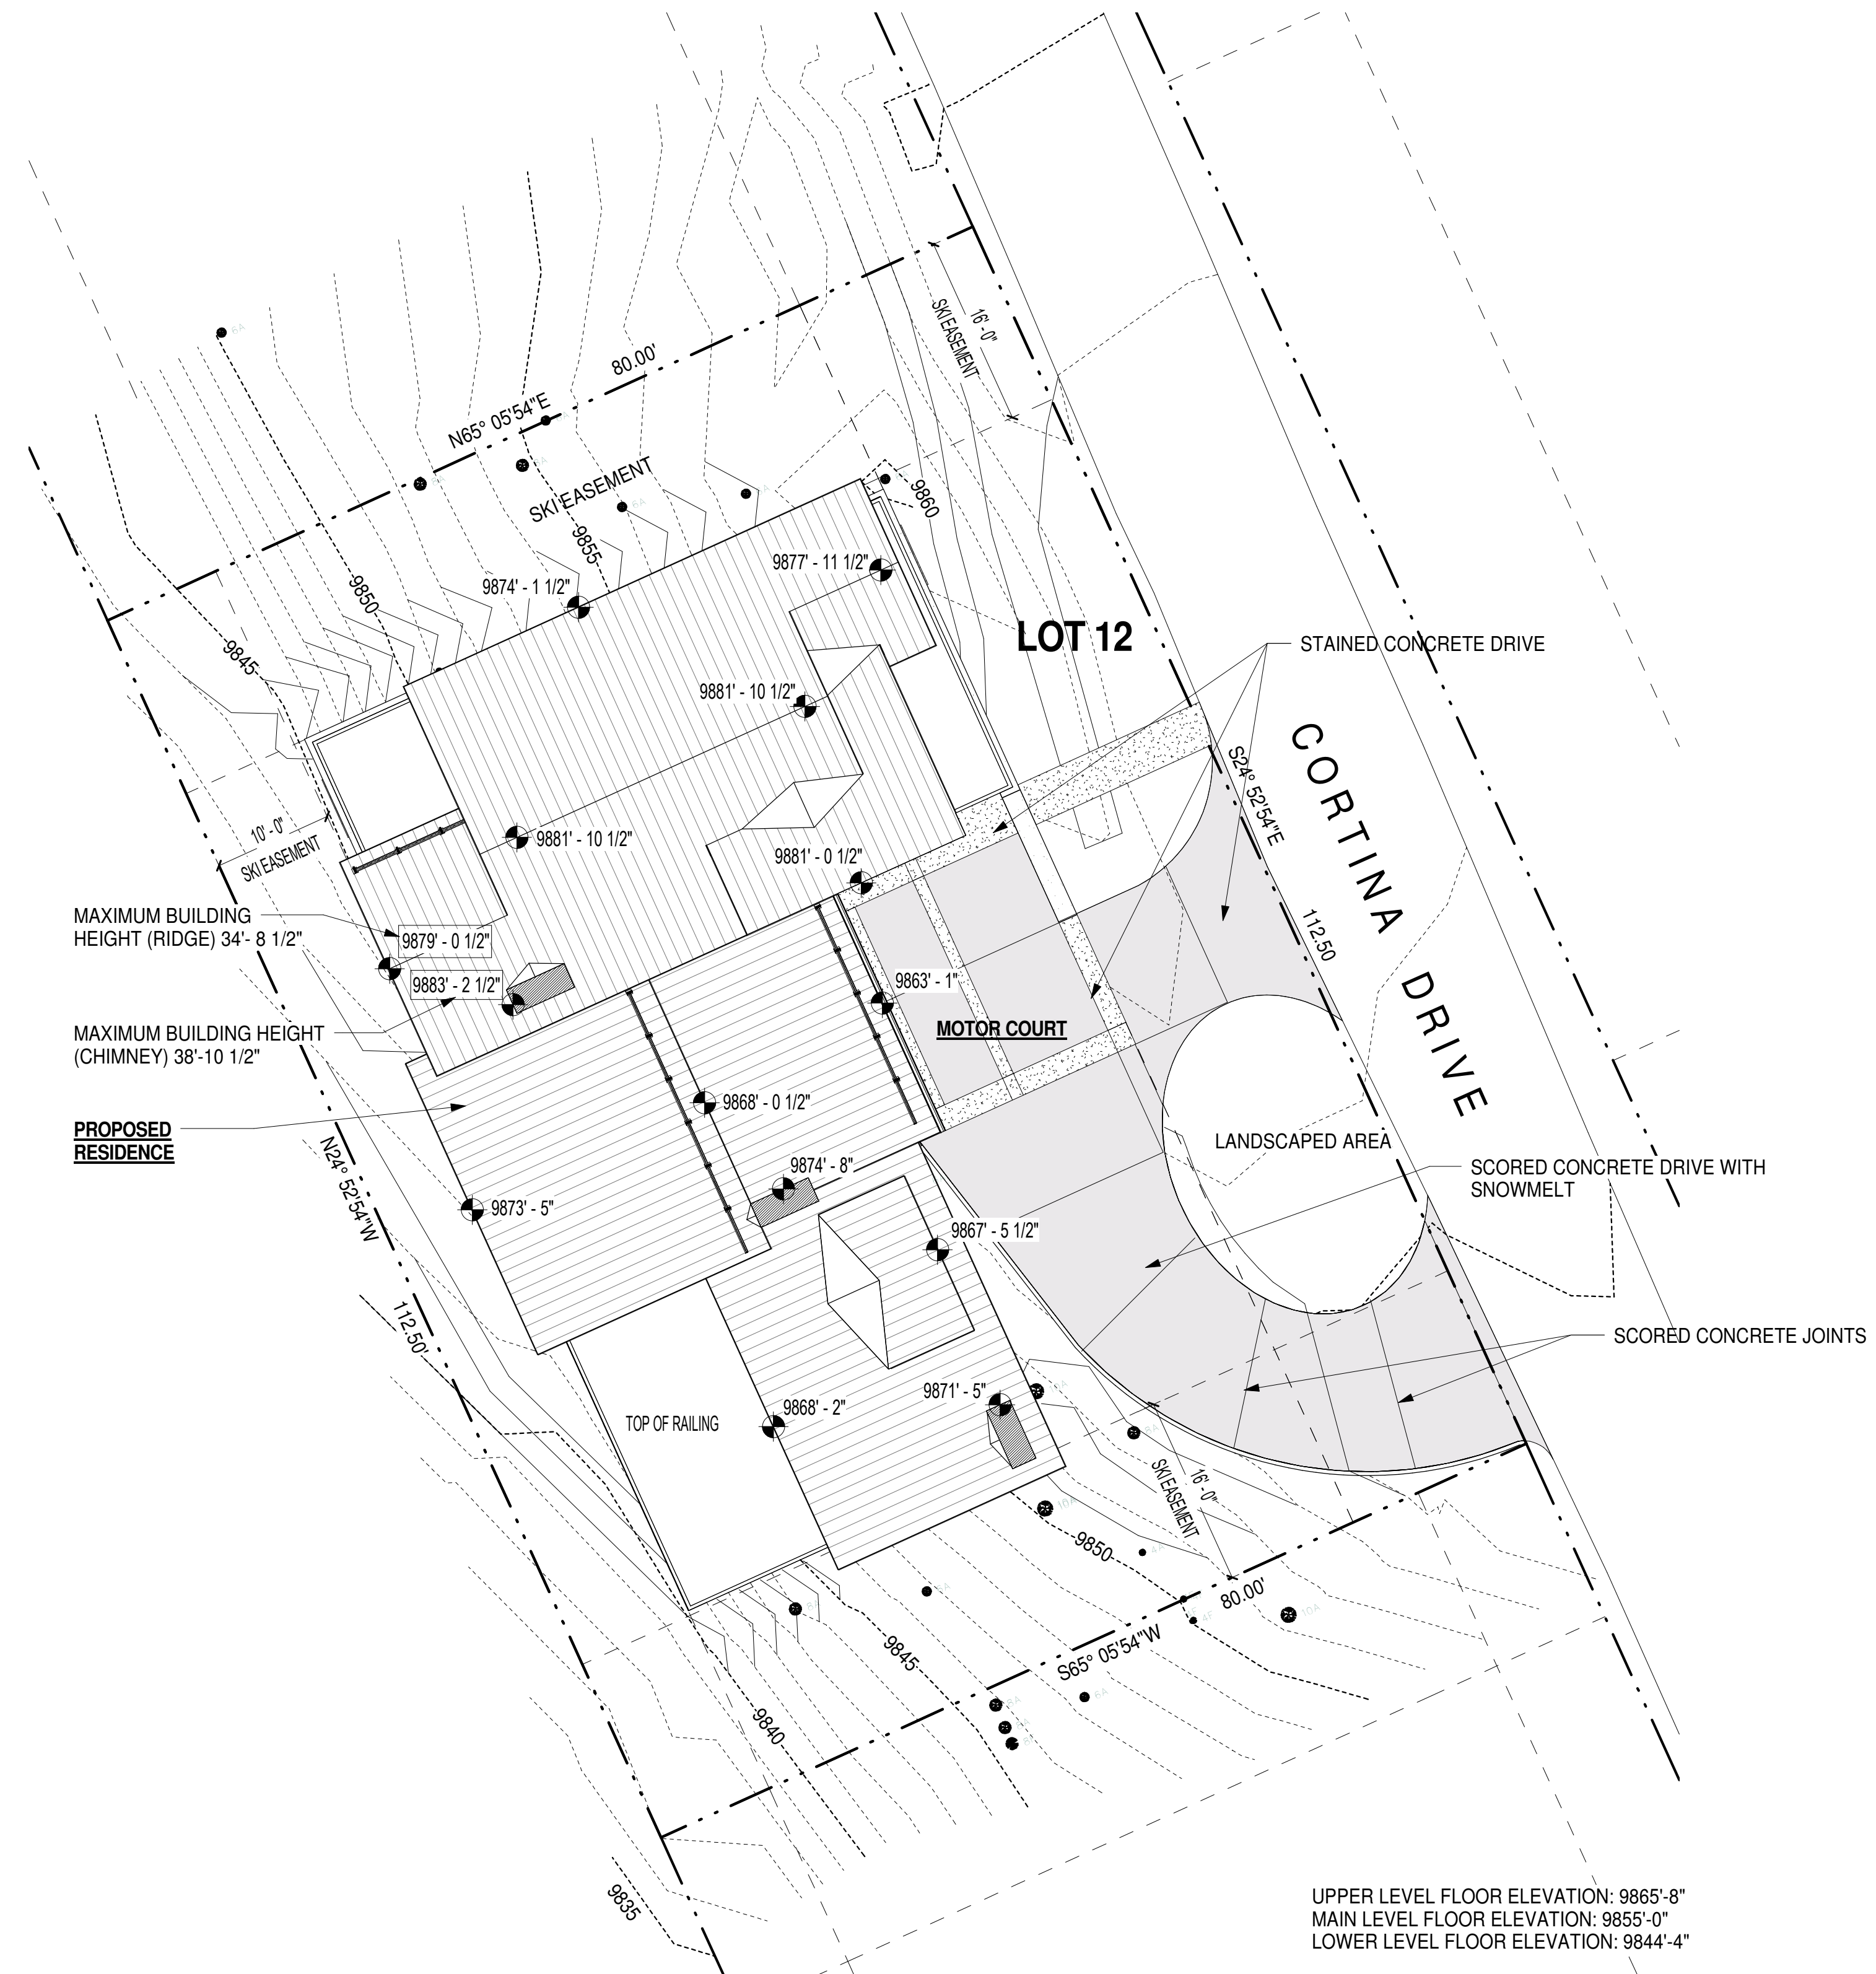 16' - 0"
SKI EASEMENT
80.00'
N65° 05'54"E
SKI EASEMENT
9860
9855
9877' - 11 1/2"
9874' - 1 1/2"
9850
LOT 12
STAINED CONCRETE DRIVE
9845
9881' - 10 1/2"
CORTINA DRIVE
S24° 52'54"E
10' - 0"
SKI EASEMENT
9881' - 10 1/2"
9881' - 0 1/2"
MAXIMUM BUILDING
HEIGHT (RIDGE) 34'- 8 1/2"
9879' - 0 1/2"
112.50
9883' - 2 1/2"
9863' - 1"
MOTOR COURT
MAXIMUM BUILDING HEIGHT
(CHIMNEY) 38'-10 1/2"
9868' - 0 1/2"
PROPOSED
RESIDENCE
LANDSCAPED AREA
N24° 52'54"W
9874' - 8"
SCORED CONCRETE DRIVE WITH
SNOWMELT
9873' - 5"
9867' - 5 1/2"
112.50'
SCORED CONCRETE JOINTS
9871' - 5"
9868' - 2"
TOP OF RAILING
16' - 0"
SKI EASEMENT
9850
80.00'
S65° 05'54"W
9845
9840
9835
UPPER LEVEL FLOOR ELEVATION: 9865'-8"
MAIN LEVEL FLOOR ELEVATION: 9855'-0"
LOWER LEVEL FLOOR ELEVATION: 9844'-4"